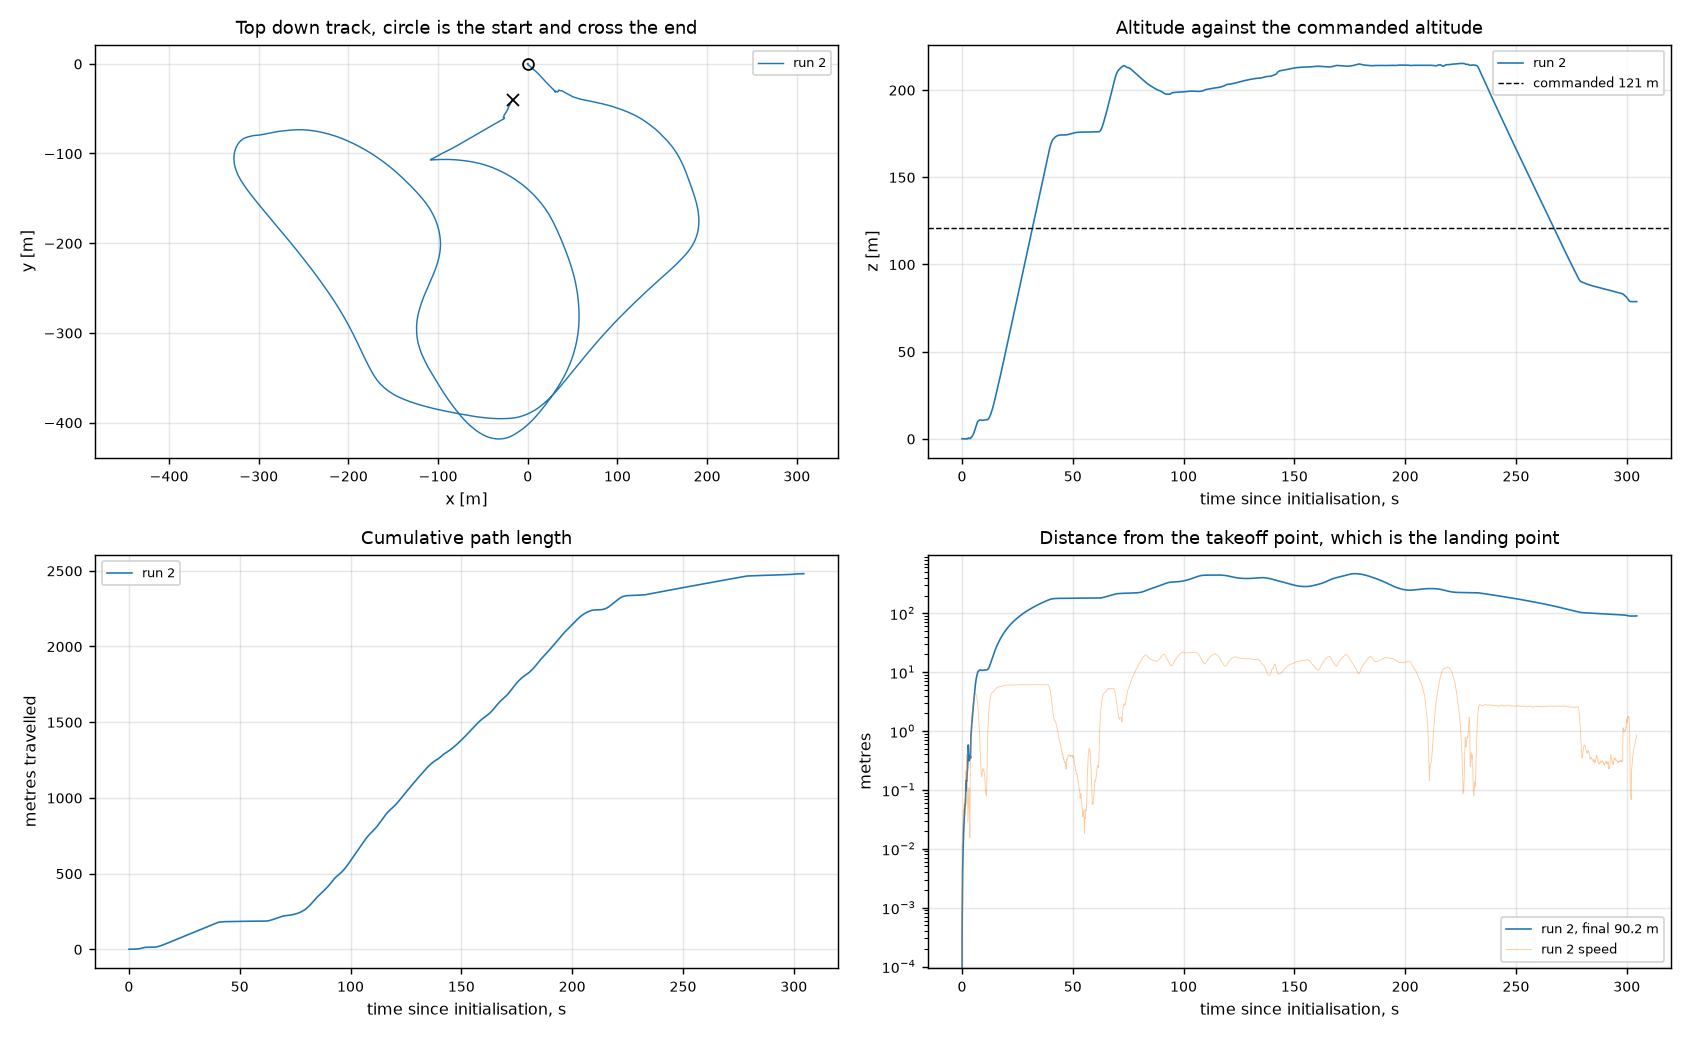 Top down track, circle is the start and cross the end
run 2
0
−100
−200
−300
−400
y [m]
−400 −300 −200 −100 0 100 200 300
x [m]
Altitude against the commanded altitude
run 2
commanded 121 m
200
150
100
50
0
z [m]
0 50 100 150 200 250 300
time since initialisation, s
Cumulative path length
run 2
2500
2000
1500
1000
500
0
metres travelled
0 50 100 150 200 250 300
time since initialisation, s
Distance from the takeoff point, which is the landing point
10²
10¹
10⁰
10⁻¹
10⁻²
10⁻³
10⁻⁴
metres
run 2, final 90.2 m
run 2 speed
0 50 100 150 200 250 300
time since initialisation, s